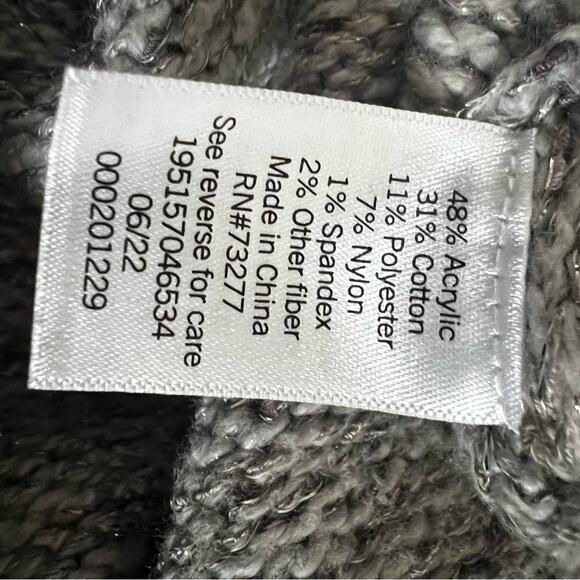 48% Acrylic
31% Cotton
11% Polyester
7% Nylon
1% Spandex
2% Other fiber
Made in China
RN#73277
See reverse for care
195157046534
06/22
000201229